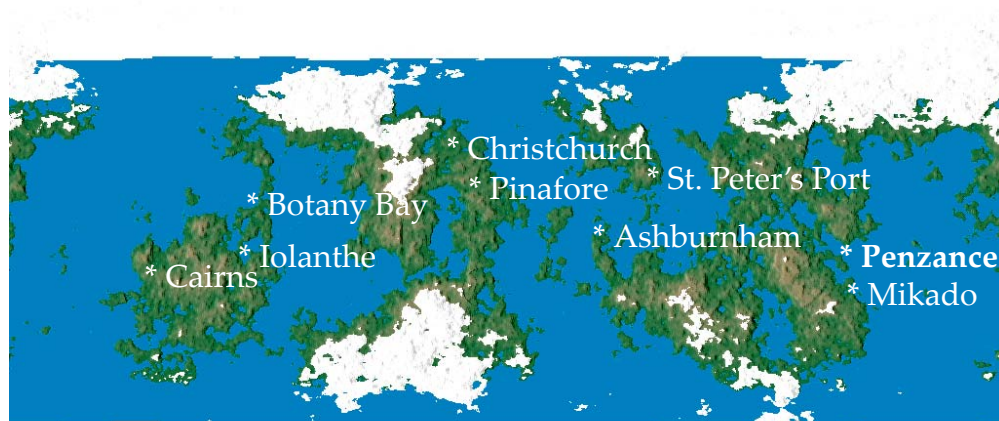 * Christchurch
* Pinafore
* St. Peter's Port
* Botany Bay
* Ashburnham
* Iolanthe
* Penzance
* Cairns
* Mikado